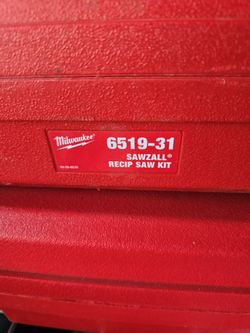 Milwaukee
6519-31
SAWZALL®
RECIP SAW KIT